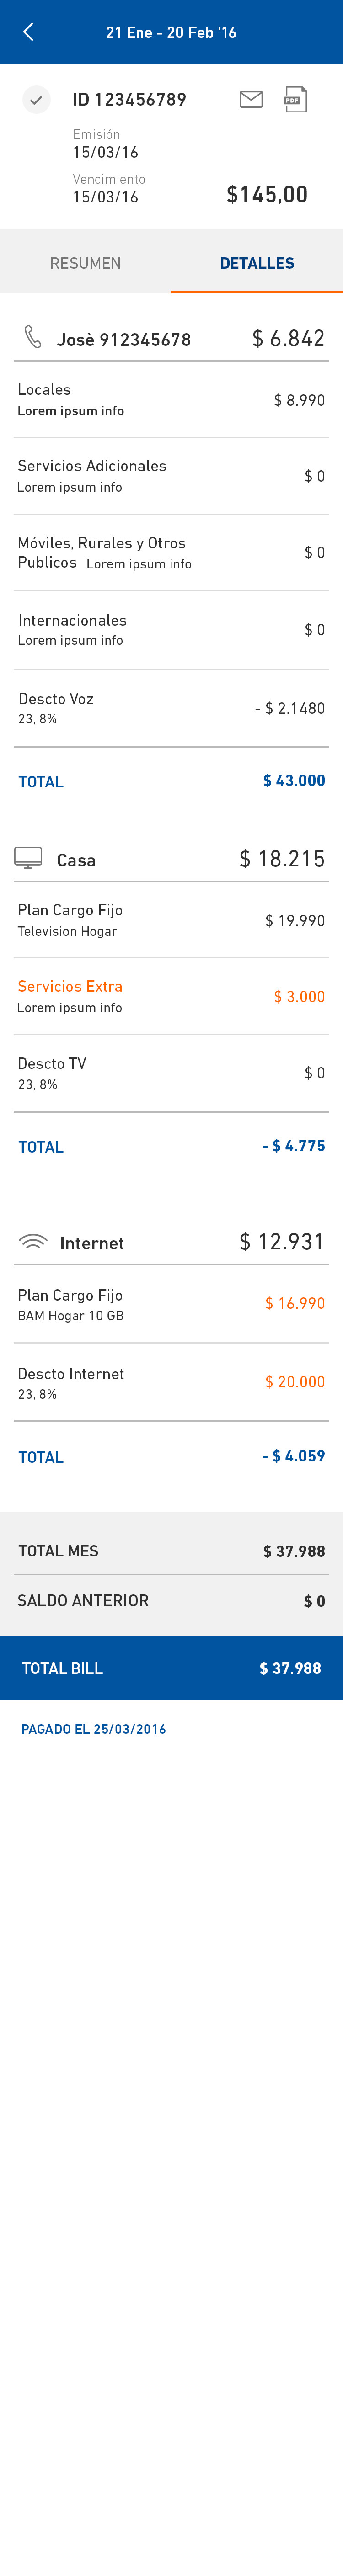 21 Ene - 20 Feb ‘16
ID 123456789
PDF
Emisión
15/03/16
Vencimiento
15/03/16
$145,00
RESUMEN
DETALLES
Josè 912345678
$ 6.842
Locales
Lorem ipsum info
$ 8.990
Servicios Adicionales
Lorem ipsum info
$ 0
Móviles, Rurales y Otros
Publicos Lorem ipsum info
$ 0
Internacionales
Lorem ipsum info
$ 0
Descto Voz
23, 8%
- $ 2.1480
TOTAL
$ 43.000
Casa
$ 18.215
Plan Cargo Fijo
Television Hogar
$ 19.990
Servicios Extra
Lorem ipsum info
$ 3.000
Descto TV
23, 8%
$ 0
TOTAL
- $ 4.775
Internet
$ 12.931
Plan Cargo Fijo
BAM Hogar 10 GB
$ 16.990
Descto Internet
23, 8%
$ 20.000
TOTAL
- $ 4.059
TOTAL MES
$ 37.988
SALDO ANTERIOR
$ 0
TOTAL BILL
$ 37.988
PAGADO EL 25/03/2016